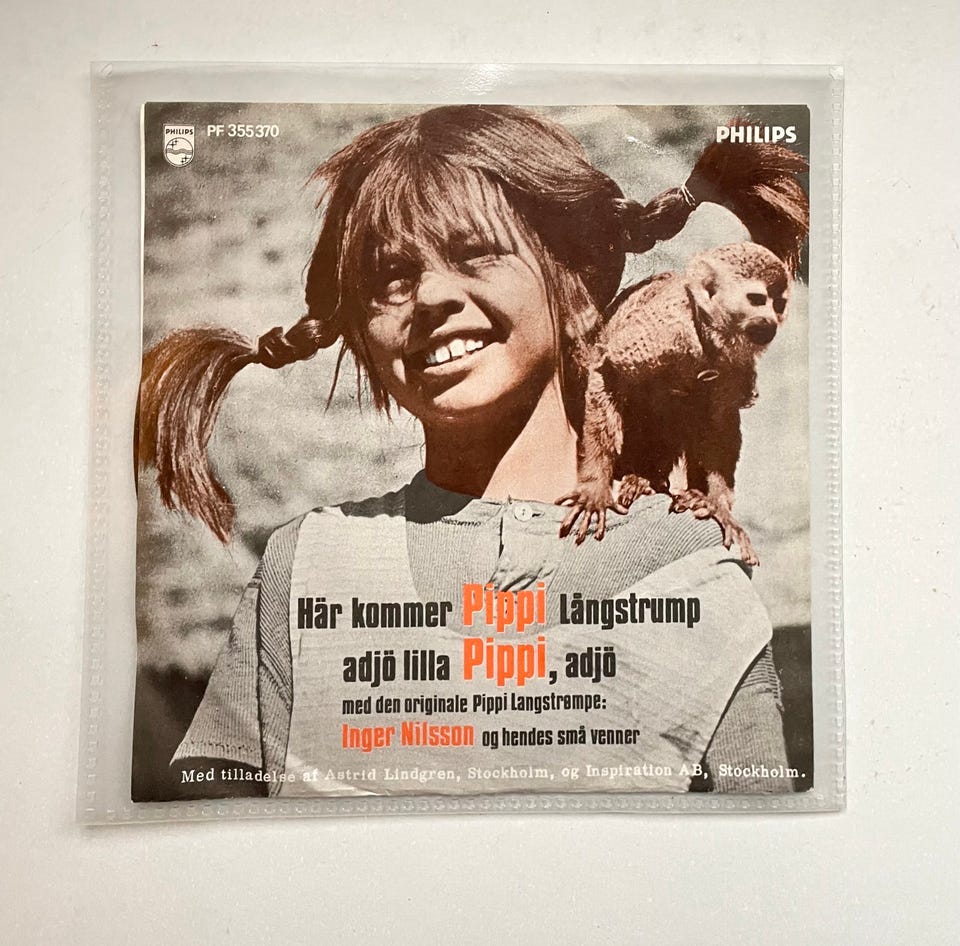 PHILIPS
PF 355370
PHILIPS
Här kommer Pippi Långstrump
adjö lilla Pippi, adjö
med den originale Pippi Langstrømpe:
Inger Nilsson og hendes små venner
Med tilladelse af Astrid Lindgren, Stockholm, og Inspiration AB, Stockholm.